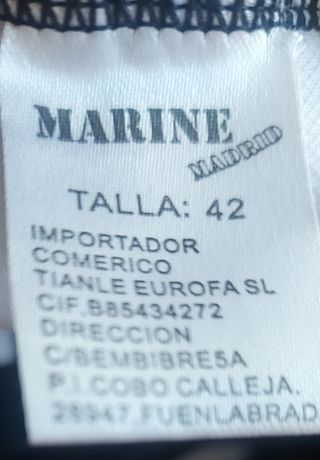 MARINE
MADRID
TALLA: 42
IMPORTADOR
COMERICO
TIANLE EUROFA SL
CIF.B85434272
DIRECCION
C/BEMBIBRE5A
P.I.COBO CALLEJA.
28947 FUENLABRAD